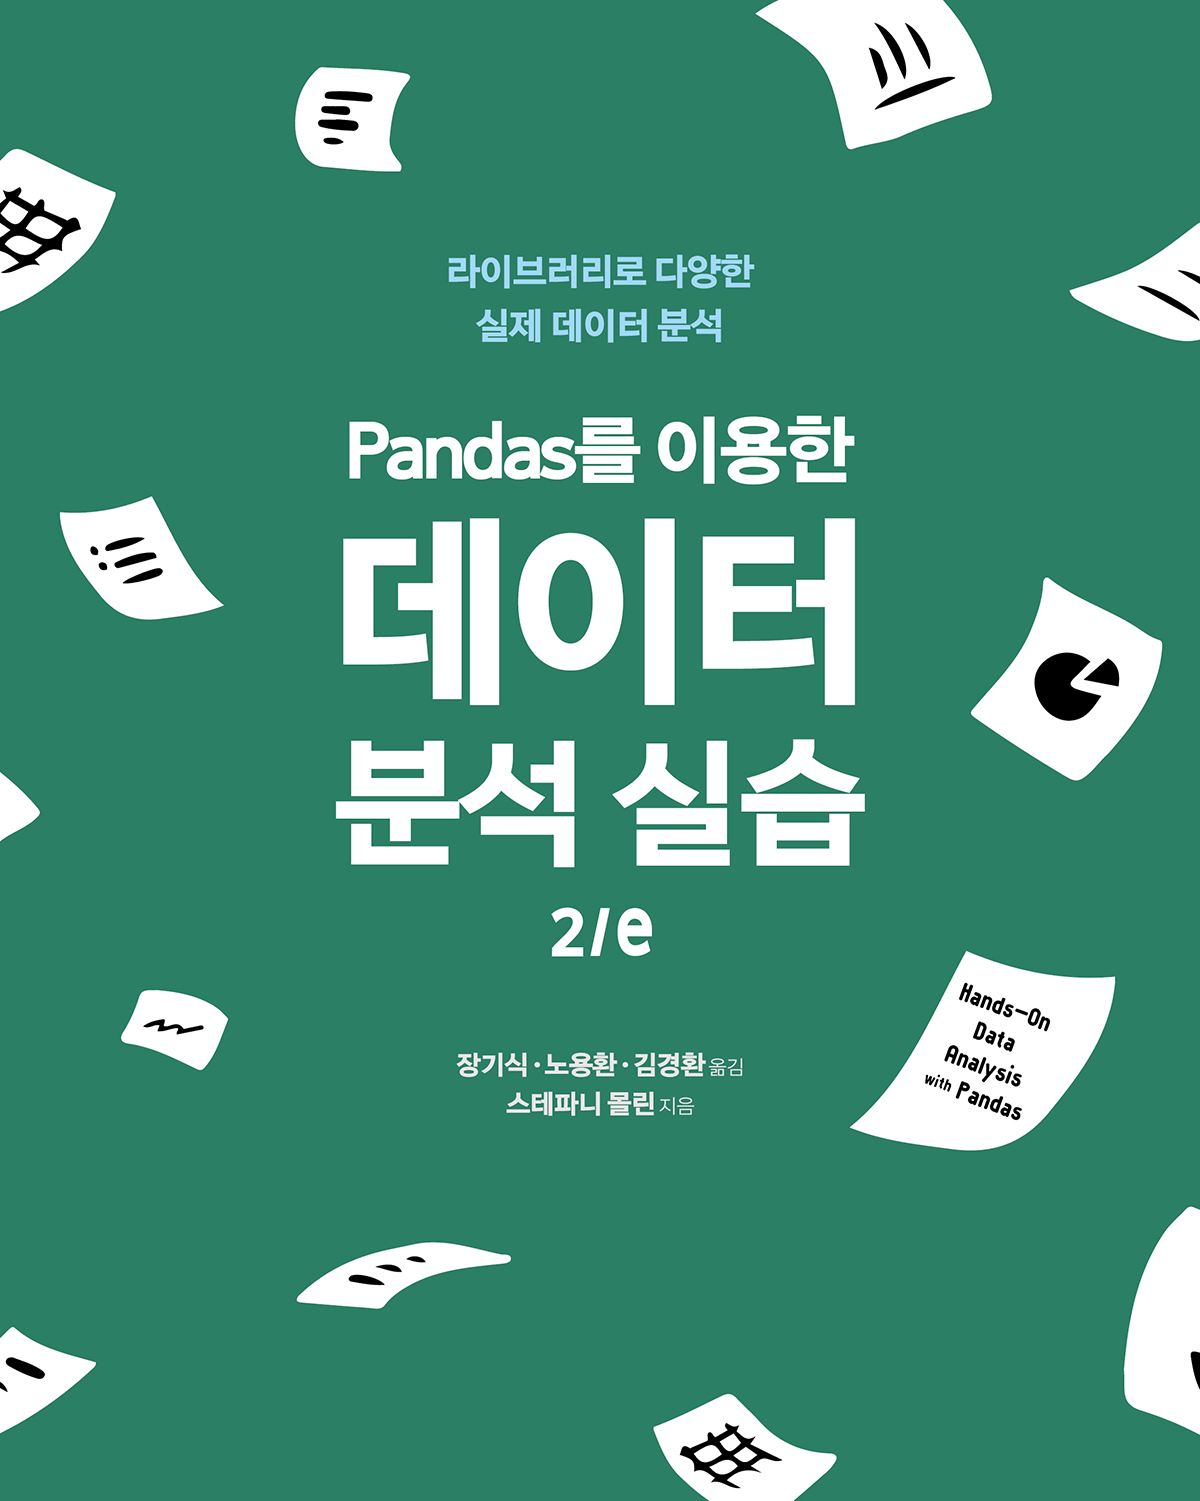 라이브러리로 다양한
실제 데이터 분석
Pandas를 이용한
데이터
분석 실습
2/e
장기식·노용환·김경환 옮김
스테파니 몰린 지음
Hands-On
Data
Analysis
with Pandas